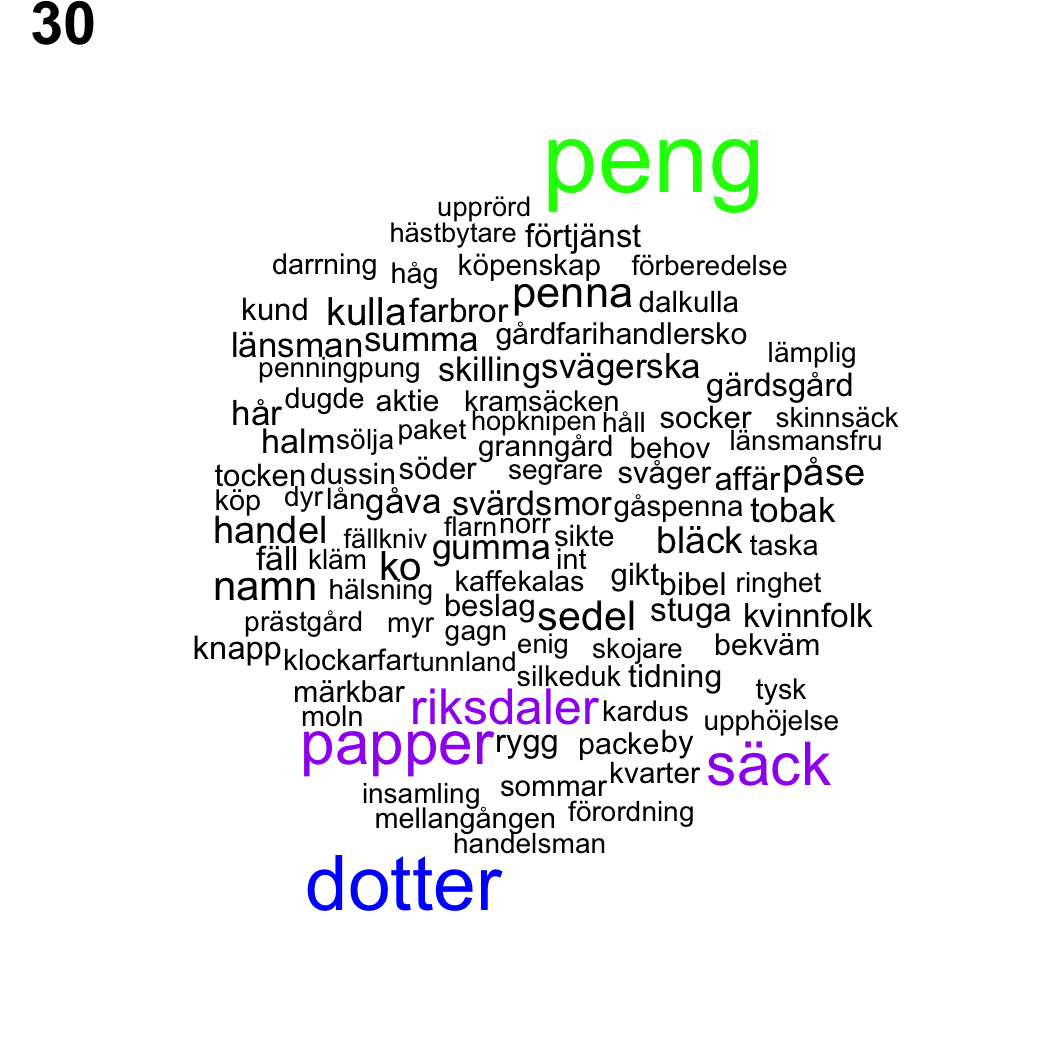 30
peng
upprörd
hästbytare förtjänst
darrning håg köpenskap förberedelse
kund kulla farbror penna dalkulla
länsman summa gårdfarihandlersko
penningpung skilling svägerska lämplig
gärdsgård
hår dugde aktie kramsäcken
halm sölja paket hopknipen håll socker skinnsäck
granngård behov länsmansfru
tocken dussin söder segrare svåger affär påse
köp dyr lån gåva svärdsmor gåspenna tobak
handel fällkniv flarn norr sikte bläck taska
fäll kläm ko gumma int
namn hälsning kaffekalas gikt bibel ringhet
prästgård myr beslag sedel stuga kvinnfolk
gagn
knapp klockarfar tunnland enig skojare bekväm
silkeduk tidning
märkbar riksdaler kardus tysk
moln upphöjelse
papper rygg packe by säck
insamling sommar kvarter
mellangången förordning
handelsman
dotter